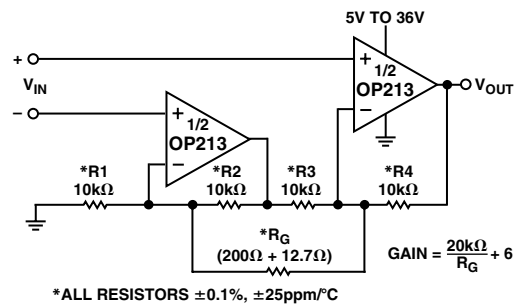 5V TO 36V
+
V_IN
–
+
1/2
OP213
–
V_OUT
+
1/2
OP213
–
*R1
10kΩ
*R2
10kΩ
*R3
10kΩ
*R4
10kΩ
*R_G
(200Ω + 12.7Ω)
GAIN = 20kΩ/R_G + 6
*ALL RESISTORS ±0.1%, ±25ppm/°C